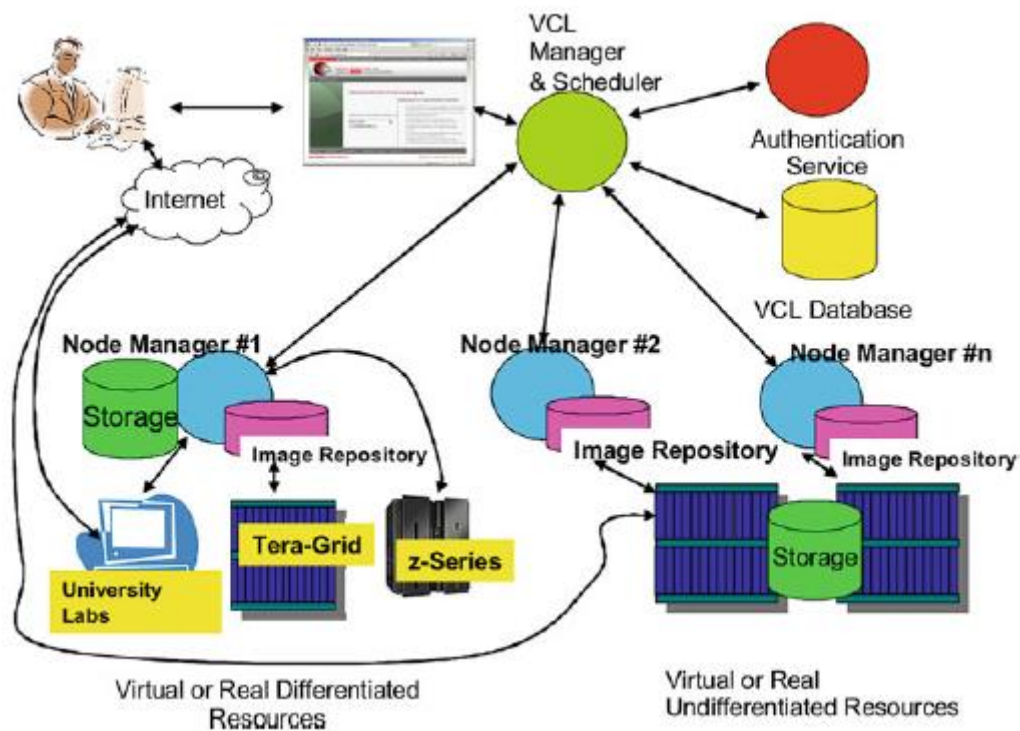 VCL
Manager
& Scheduler
Authentication
Service
Internet
VCL Database
Node Manager #1
Node Manager #2
Node Manager #n
Storage
Image Repository
Image Repository
Image Repository
Tera-Grid
z-Series
Storage
University
Labs
Virtual or Real Differentiated
Resources
Virtual or Real
Undifferentiated Resources